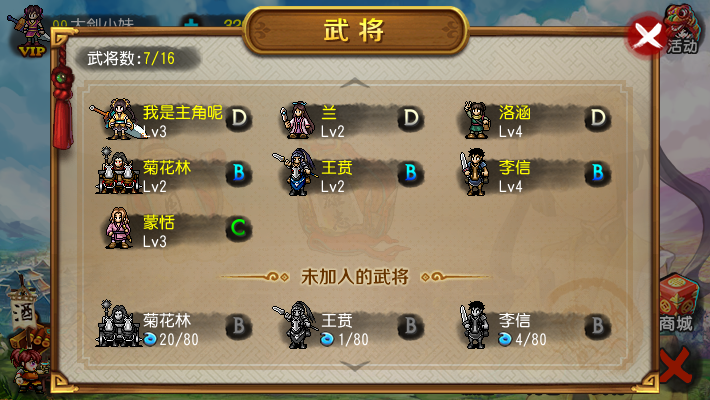 武将
VIP
古剑小妹
活动
武将数:7/16
我是主角呢 D
Lv3
兰 D
Lv2
洛涵 D
Lv4
菊花林 B
Lv2
王贲 B
Lv2
李信 B
Lv4
蒙恬 C
Lv3
未加入的武将
菊花林 B
20/80
王贲 B
1/80
李信 B
4/80
酒
商城